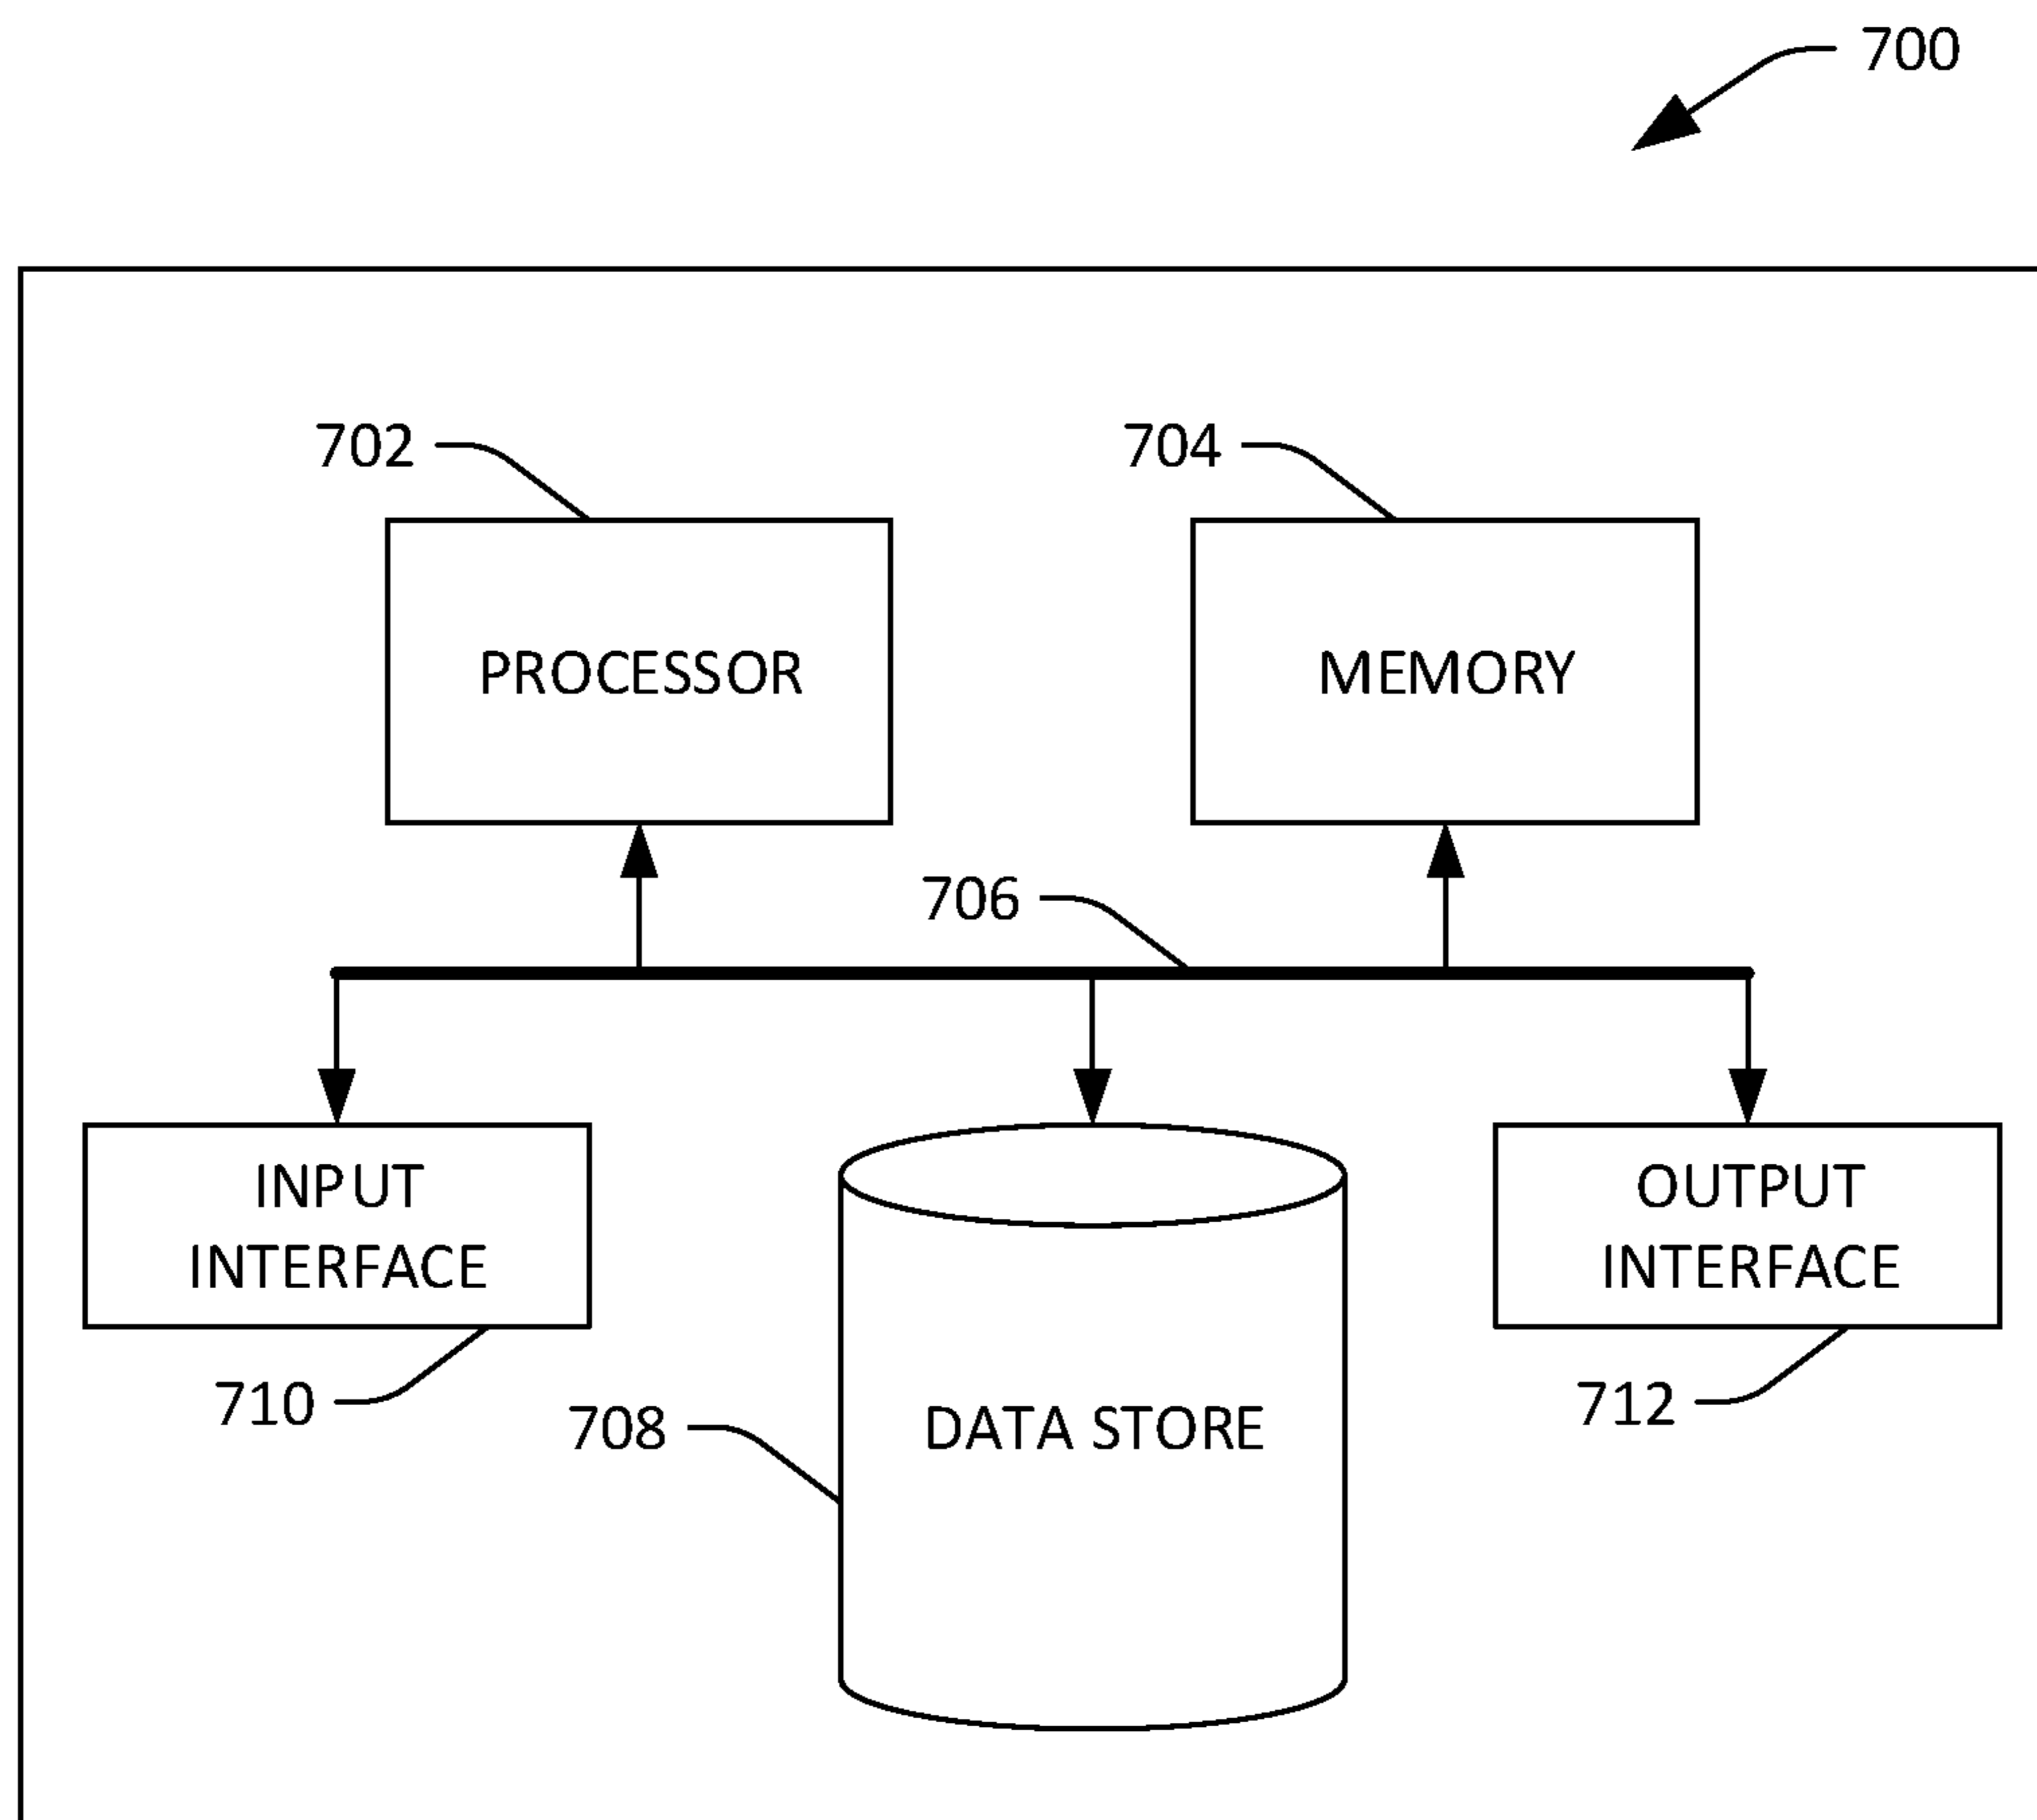 700
702
704
PROCESSOR
MEMORY
706
INPUT
INTERFACE
OUTPUT
INTERFACE
710
708
DATA STORE
712